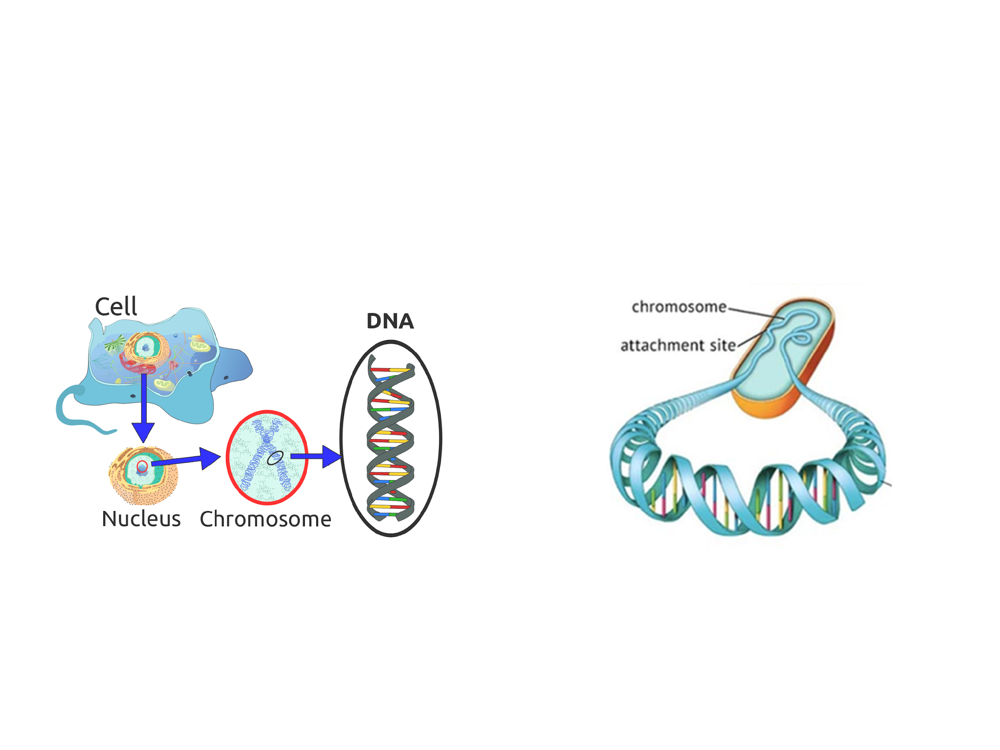 Cell
DNA
Nucleus
Chromosome
chromosome
attachment site